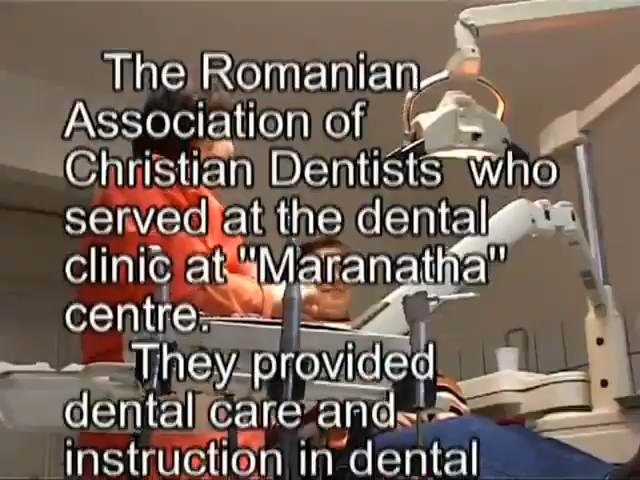 The Romanian
Association of
Christian Dentists who
served at the dental
clinic at "Maranatha"
centre.
They provided
dental care and
instruction in dental